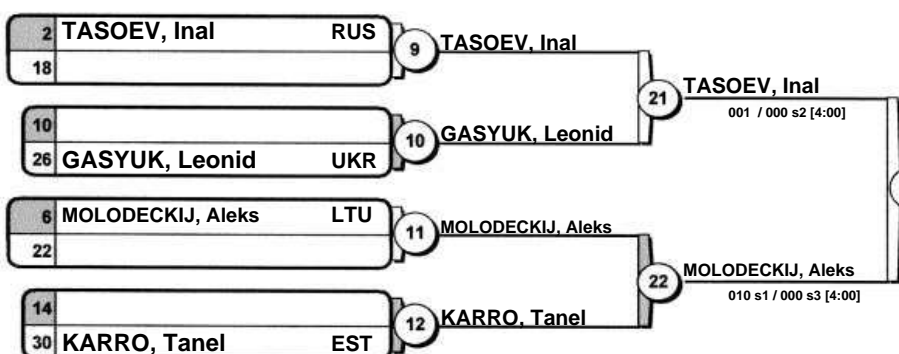 2 TASOEV, Inal RUS
18
9
TASOEV, Inal
10
26 GASYUK, Leonid UKR
10
GASYUK, Leonid
21
TASOEV, Inal
001 / 000 s2 [4:00]
6 MOLODECKIJ, Aleks LTU
22
11
MOLODECKIJ, Aleks
14
30 KARRO, Tanel EST
12
KARRO, Tanel
22
MOLODECKIJ, Aleks
010 s1 / 000 s3 [4:00]